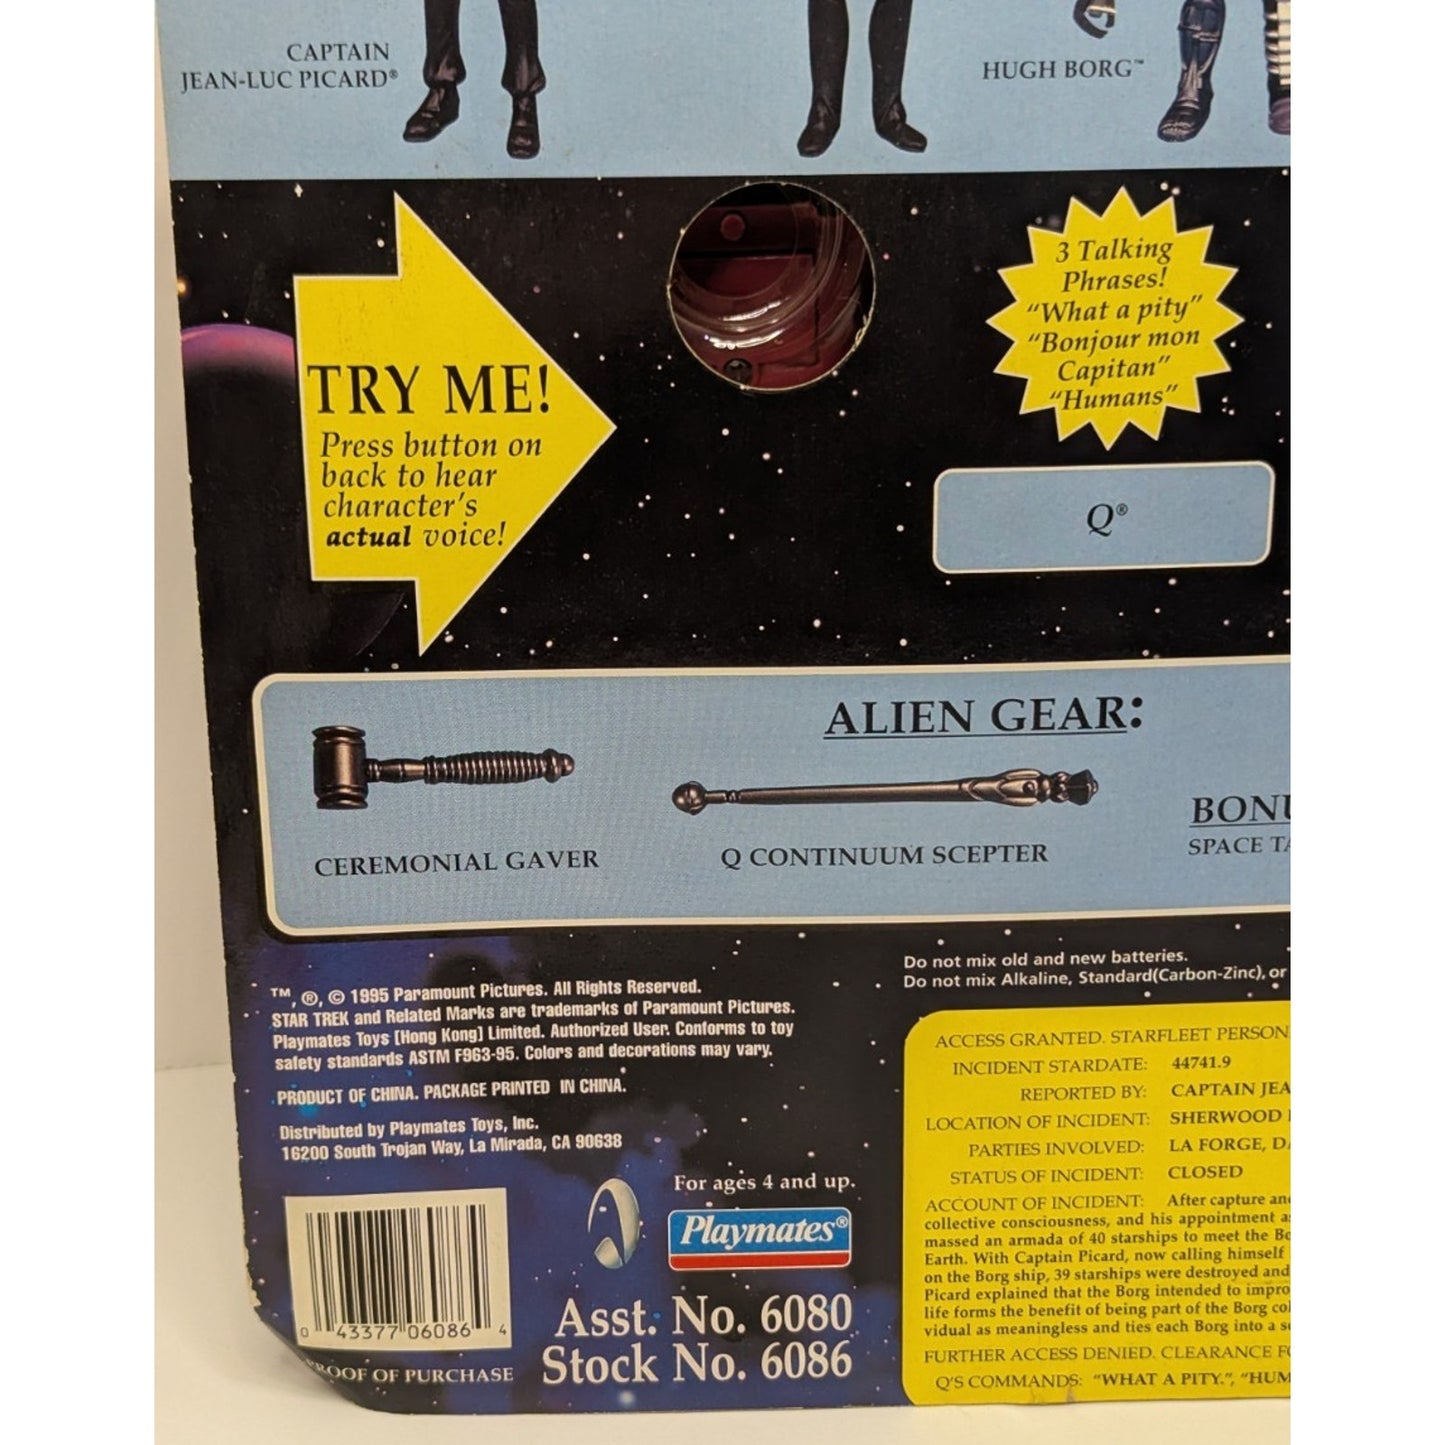 CAPTAIN
JEAN-LUC PICARD®
HUGH BORG™
TRY ME!
Press button on
back to hear
character's
actual voice!
3 Talking
Phrases!
"What a pity"
"Bonjour mon
Capitan"
"Humans"
Q®
ALIEN GEAR:
CEREMONIAL GAVER
Q CONTINUUM SCEPTER
SPACE
™, ®, © 1995 Paramount Pictures. All Rights Reserved.
STAR TREK and Related Marks are trademarks of Paramount Pictures.
Playmates Toys [Hong Kong] Limited. Authorized User. Conforms to toy
safety standards ASTM F963-95. Colors and decorations may vary.
PRODUCT OF CHINA. PACKAGE PRINTED IN CHINA.
Distributed by Playmates Toys, Inc.
16200 South Trojan Way, La Mirada, CA 90638
For ages 4 and up.
Playmates®
Asst. No. 6080
Stock No. 6086
0 43377 06086 4
PROOF OF PURCHASE
Do not mix old and new batteries.
Do not mix Alkaline, Standard(Carbon-Zinc), or
ACCESS GRANTED. STARFLEET
INCIDENT STARDATE: 44741.9
REPORTED BY: CAPTAIN
LOCATION OF INCIDENT: SHERWOOD
PARTIES INVOLVED: LA FORGE,
STATUS OF INCIDENT: CLOSED
ACCOUNT OF INCIDENT: After capture
collective consciousness, and his appointment
massed an armada of 40 starships to meet the
Earth. With Captain Picard, now calling himself
on the Borg ship, 39 starships were destroyed and
Picard explained that the Borg intended to
life forms the benefit of being part of the Borg
vidual as meaningless and ties each Borg into a
FURTHER ACCESS DENIED. CLEARANCE
Q'S COMMANDS: "WHAT A PITY.",